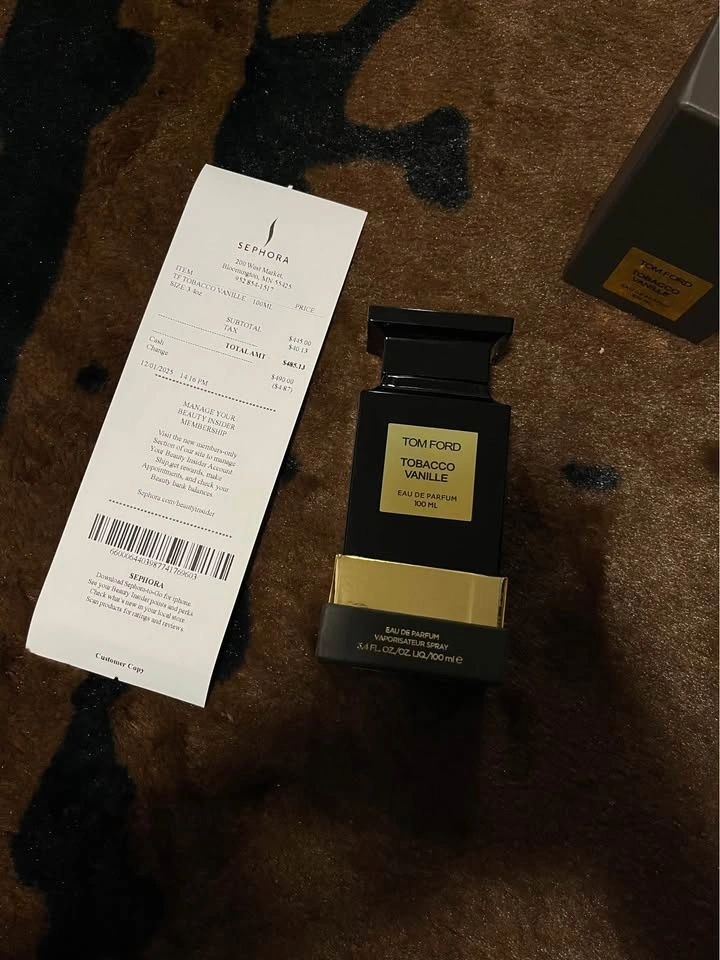 SEPHORA
200 West Market,
Bloomington, MN 55425
952 854-1517
ITEM PRICE
TF TOBACCO VANILLE 100ML
SIZE 3.4oz
SUBTOTAL $445.00
TAX $40.13
TOTAL AMT $485.13
Cash $490.00
Change ($4.87)
12/01/2025 14:16 PM
MANAGE YOUR
BEAUTY INSIDER
MEMBERSHIP
Visit the new members-only
Section of our site to manage
Your Beauty Insider Account
Ship,get rewards, make
Appointments, and check your
Beauty bank balances.
Sephora.com/beautyinsider
SEPHORA
Download Sephora-to-Go for iphone.
See your Beauty Insider points and perks
Check what's new in your local store
Scan products for ratings and reviews
Customer Copy
TOM FORD
TOBACCO
VANILLE
EAU DE PARFUM
100 ML
EAU DE PARFUM
VAPORISATEUR SPRAY
3.4 FL. OZ./OZ. LIQ./100 ml e
TOM FORD
TOBACCO
VANILLE